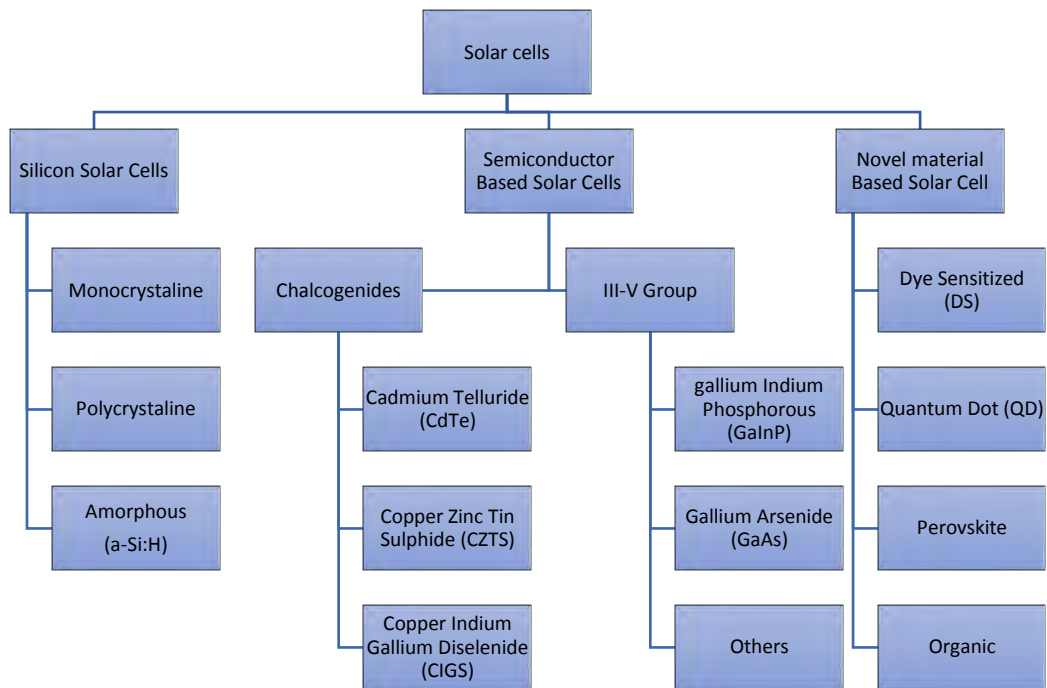 Solar cells
Silicon Solar Cells
Semiconductor
Based Solar Cells
Novel material
Based Solar Cell
Monocrystaline
Polycrystaline
Amorphous
(a-Si:H)
Chalcogenides
III-V Group
Cadmium Telluride
(CdTe)
Copper Zinc Tin
Sulphide (CZTS)
Copper Indium
Gallium Diselenide
(CIGS)
gallium Indium
Phosphorous
(GaInP)
Gallium Arsenide
(GaAs)
Others
Dye Sensitized
(DS)
Quantum Dot (QD)
Perovskite
Organic